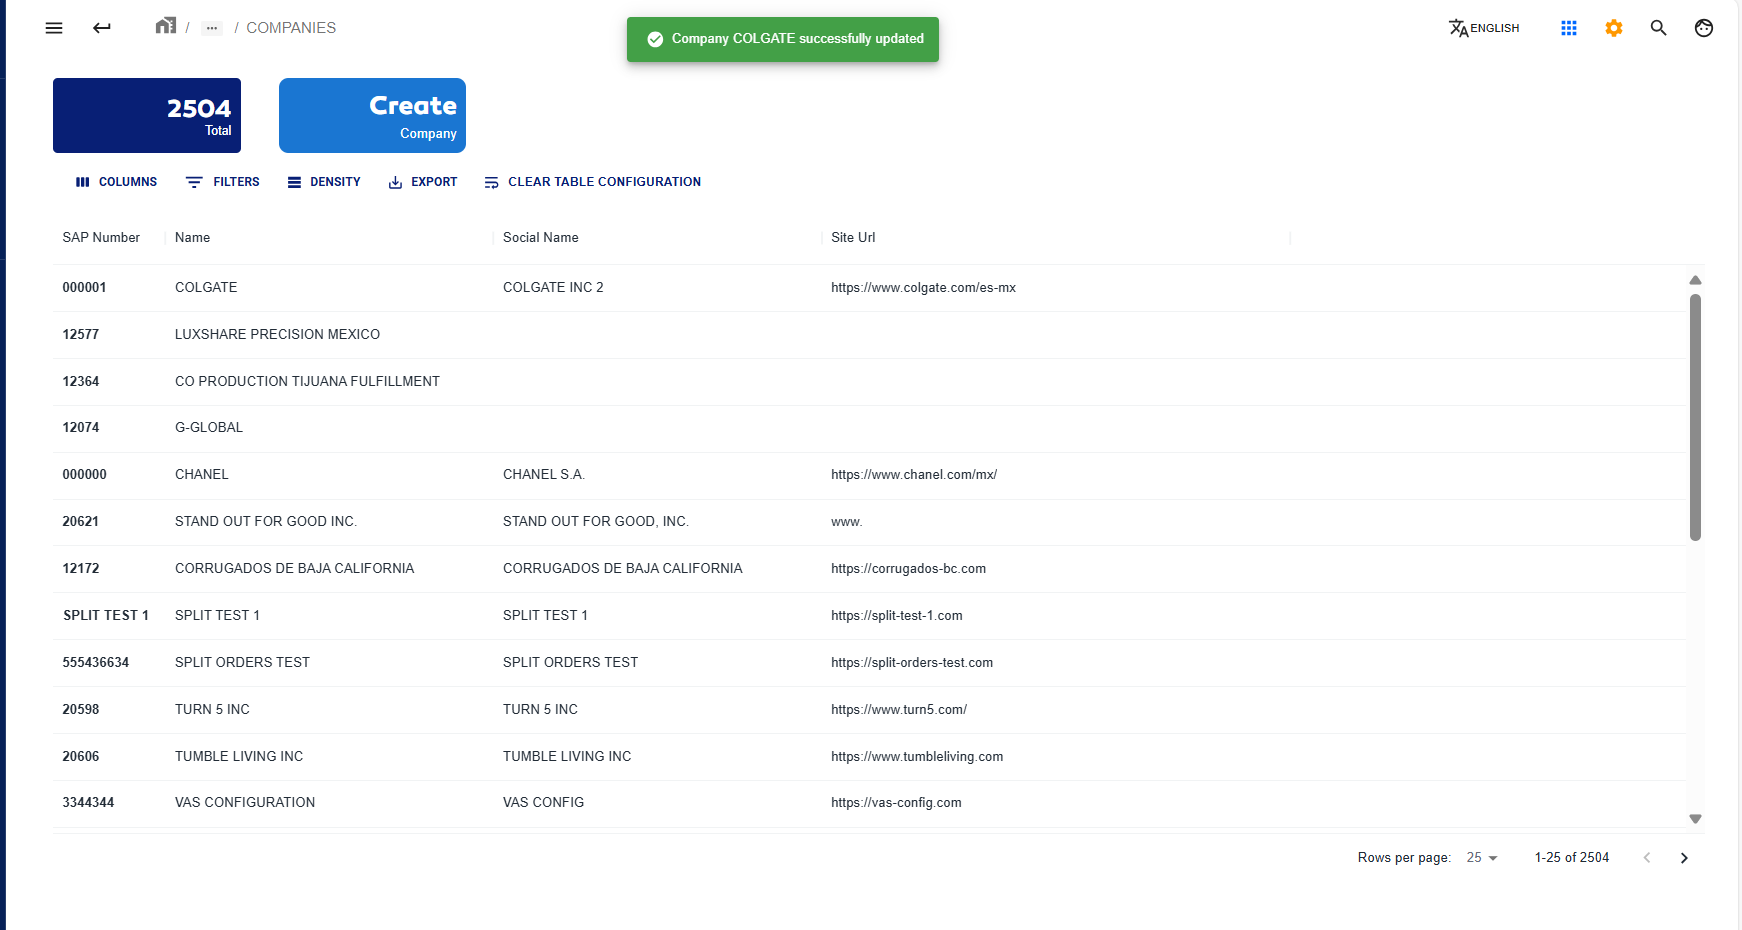 / ... / COMPANIES
Company COLGATE successfully updated
ENGLISH
2504
Total
Create
Company
COLUMNS FILTERS DENSITY EXPORT CLEAR TABLE CONFIGURATION
SAP Number Name Social Name Site Url
000001 COLGATE COLGATE INC 2 https://www.colgate.com/es-mx
12577 LUXSHARE PRECISION MEXICO
12364 CO PRODUCTION TIJUANA FULFILLMENT
12074 G-GLOBAL
000000 CHANEL CHANEL S.A. https://www.chanel.com/mx/
20621 STAND OUT FOR GOOD INC. STAND OUT FOR GOOD, INC. www.
12172 CORRUGADOS DE BAJA CALIFORNIA CORRUGADOS DE BAJA CALIFORNIA https://corrugados-bc.com
SPLIT TEST 1 SPLIT TEST 1 SPLIT TEST 1 https://split-test-1.com
555436634 SPLIT ORDERS TEST SPLIT ORDERS TEST https://split-orders-test.com
20598 TURN 5 INC TURN 5 INC https://www.turn5.com/
20606 TUMBLE LIVING INC TUMBLE LIVING INC https://www.tumbleliving.com
3344344 VAS CONFIGURATION VAS CONFIG https://vas-config.com
Rows per page: 25 1-25 of 2504